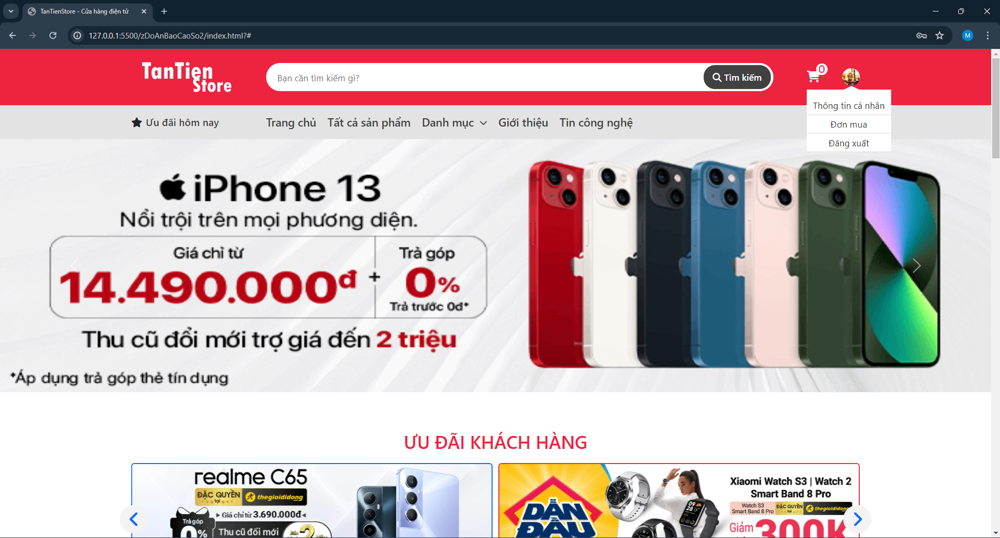 TanTienStore - Cửa hàng điện tử
127.0.0.1:5500/zDoAnBaoCaoSo2/index.html?#
M
TanTien
Store
Bạn cần tìm kiếm gì?
Tìm kiếm
0
Thông tin cá nhân
Đơn mua
Đăng xuất
Ưu đãi hôm nay
Trang chủ
Tất cả sản phẩm
Danh mục
Giới thiệu
Tin công nghệ
iPhone 13
Nổi trội trên mọi phương diện.
Giá chỉ từ
14.490.000đ
+
Trả góp
0%
Trả trước 0đ*
Thu cũ đổi mới trợ giá đến 2 triệu
*Áp dụng trả góp thẻ tín dụng
ƯU ĐÃI KHÁCH HÀNG
realme C65
ĐẶC QUYỀN
tại
thegioididong
Giá chỉ từ 3.690.000đ
Trả góp
0%
Thu cũ đổi mới
2
DẪN
ĐẦU
Xiaomi Watch S3 | Watch 2
Smart Band 8 Pro
Watch S3
Smart Band 8 Pro
ĐẶC QUYỀN
tại
thegioididong
09
28
Giảm
300K